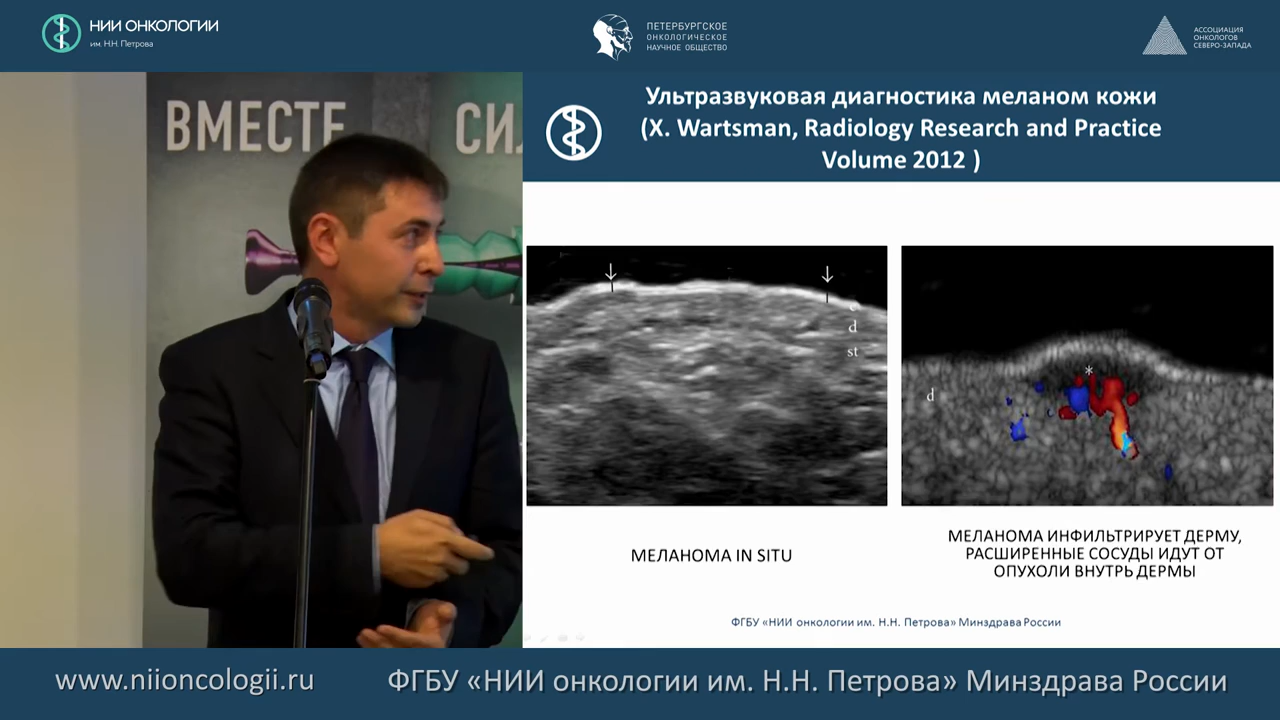 НИИ ОНКОЛОГИИ
им. Н.Н. Петрова
ПЕТЕРБУРГСКОЕ
ОНКОЛОГИЧЕСКОЕ
НАУЧНОЕ ОБЩЕСТВО
АССОЦИАЦИЯ
ОНКОЛОГОВ
СЕВЕРО-ЗАПАДА
ВМЕСТЕ
СИЛ
Ультразвуковая диагностика меланом кожи
(X. Wartsman, Radiology Research and Practice
Volume 2012 )
d
st
*
d
МЕЛАНОМА IN SITU
МЕЛАНОМА ИНФИЛЬТРИРУЕТ ДЕРМУ,
РАСШИРЕННЫЕ СОСУДЫ ИДУТ ОТ
ОПУХОЛИ ВНУТРЬ ДЕРМЫ
ФГБУ «НИИ онкологии им. Н.Н. Петрова» Минздрава России
www.niioncologii.ru
ФГБУ «НИИ онкологии им. Н.Н. Петрова» Минздрава России